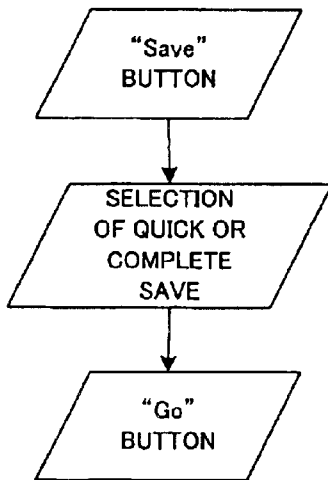 “Save”
BUTTON
SELECTION
OF QUICK OR
COMPLETE
SAVE
“Go”
BUTTON